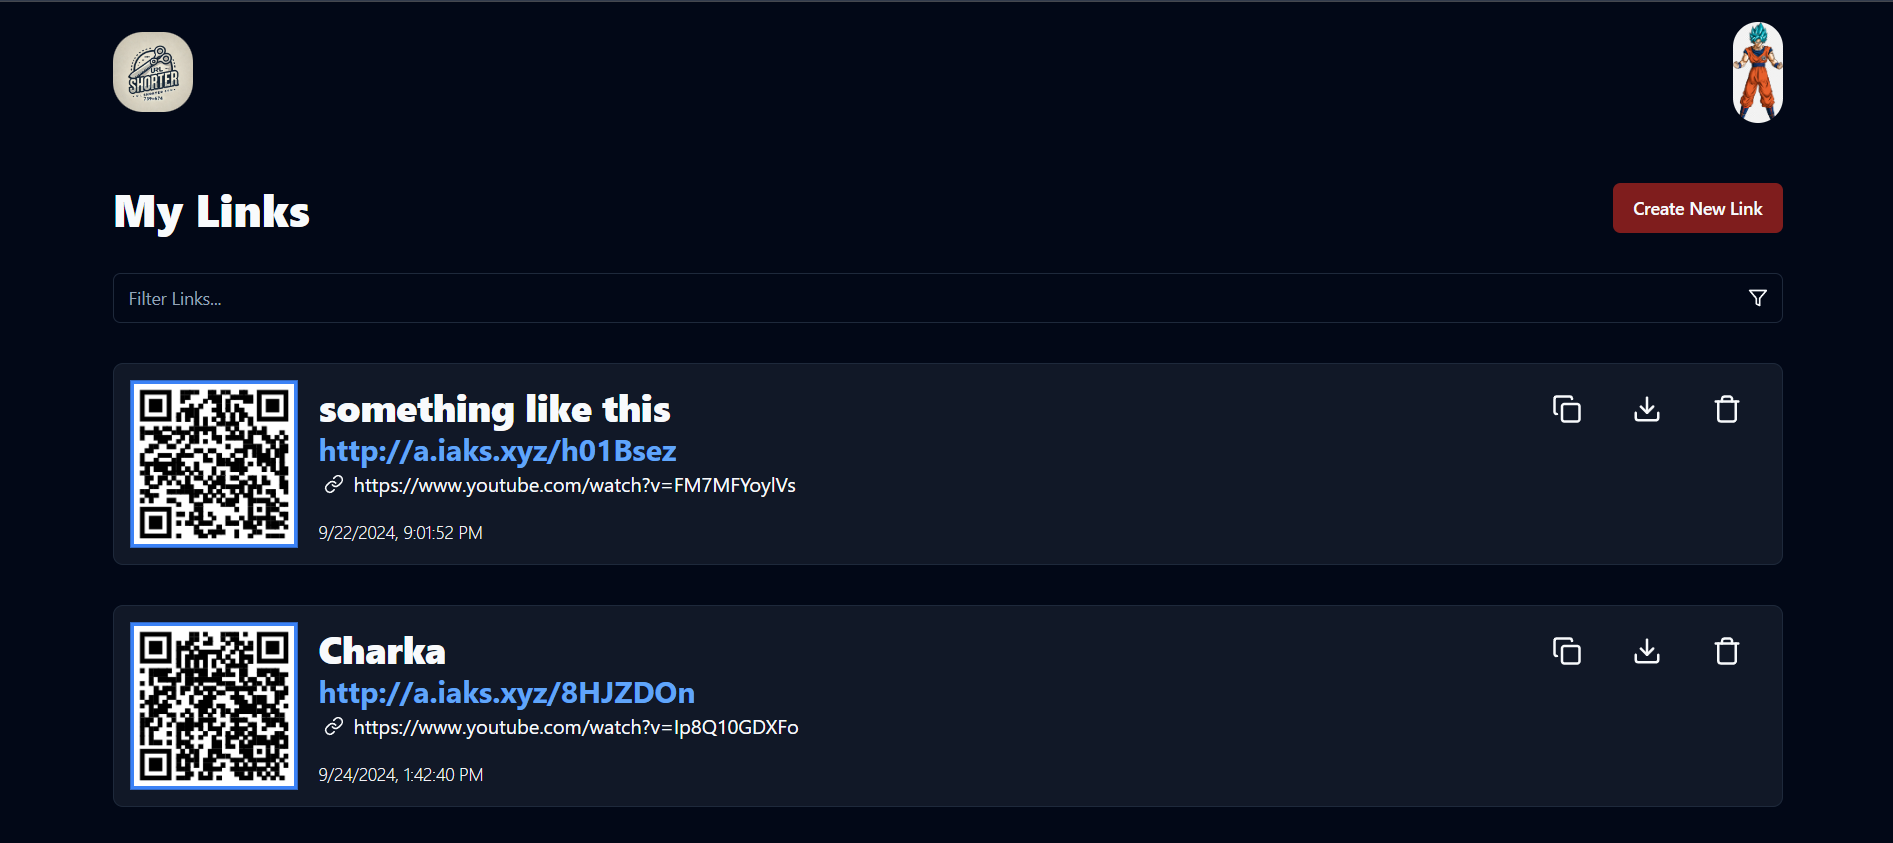 URL
SHORTER
My Links
Create New Link
Filter Links...
something like this
http://a.iaks.xyz/h01Bsez
https://www.youtube.com/watch?v=FM7MFYoylVs
9/22/2024, 9:01:52 PM
Charka
http://a.iaks.xyz/8HJZDOn
https://www.youtube.com/watch?v=Ip8Q10GDXFo
9/24/2024, 1:42:40 PM